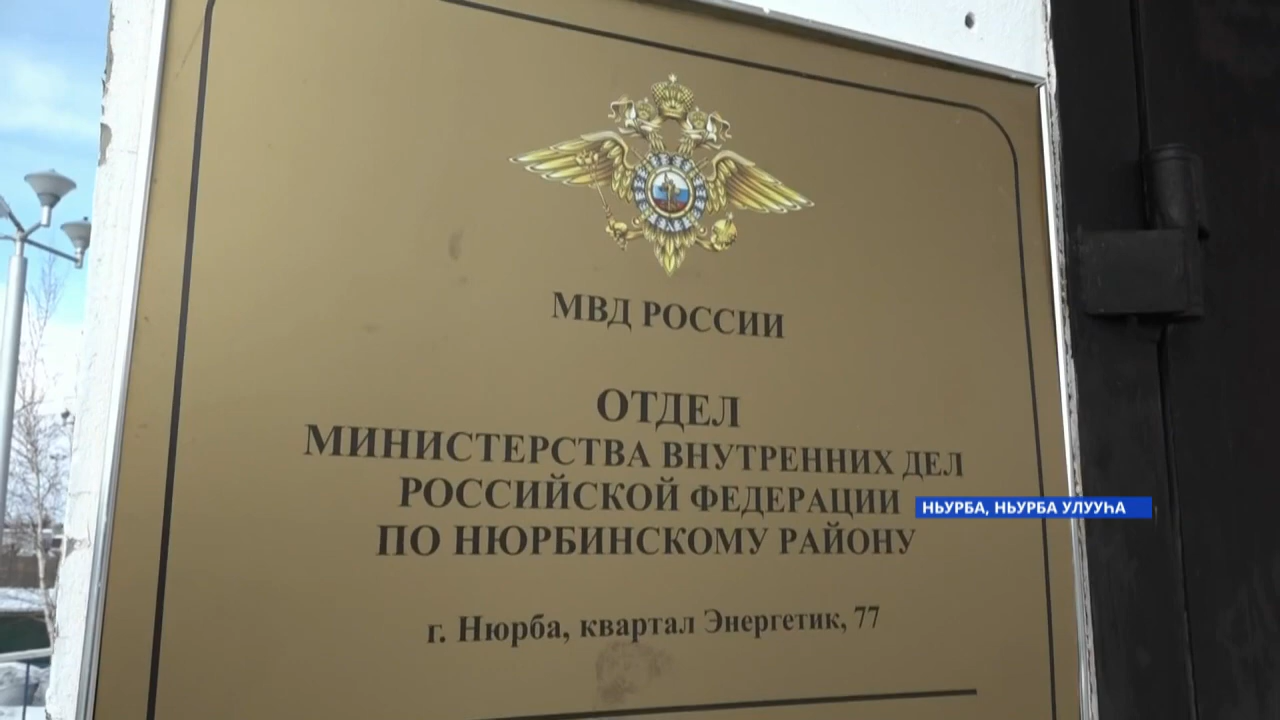 МВД РОССИИ
ОТДЕЛ
МИНИСТЕРСТВА ВНУТРЕННИХ ДЕЛ
РОССИЙСКОЙ ФЕДЕРАЦИИ
ПО НЮРБИНСКОМУ РАЙОНУ
г. Нюрба, квартал Энергетик, 77
НЬУРБА, НЬУРБА УЛУУҺА